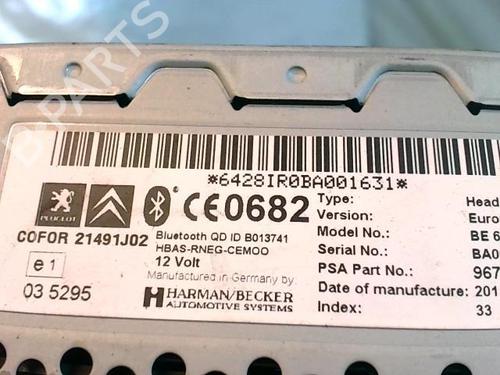 *6428IR0BA001631*
PEUGEOT
CE0682
COFOR 21491J02
Bluetooth QD ID B013741
HBAS-RNEG-CEMOO
12 Volt
e1
03 5295
Manufactured in Germany by:
HARMAN/BECKER
AUTOMOTIVE SYSTEMS
Type: Head
Version: Euro
Model No.: BE 6
Serial No.: BA0
PSA Part No.: 967
Date of manufacture: 201
Index: 33
B-PARTS